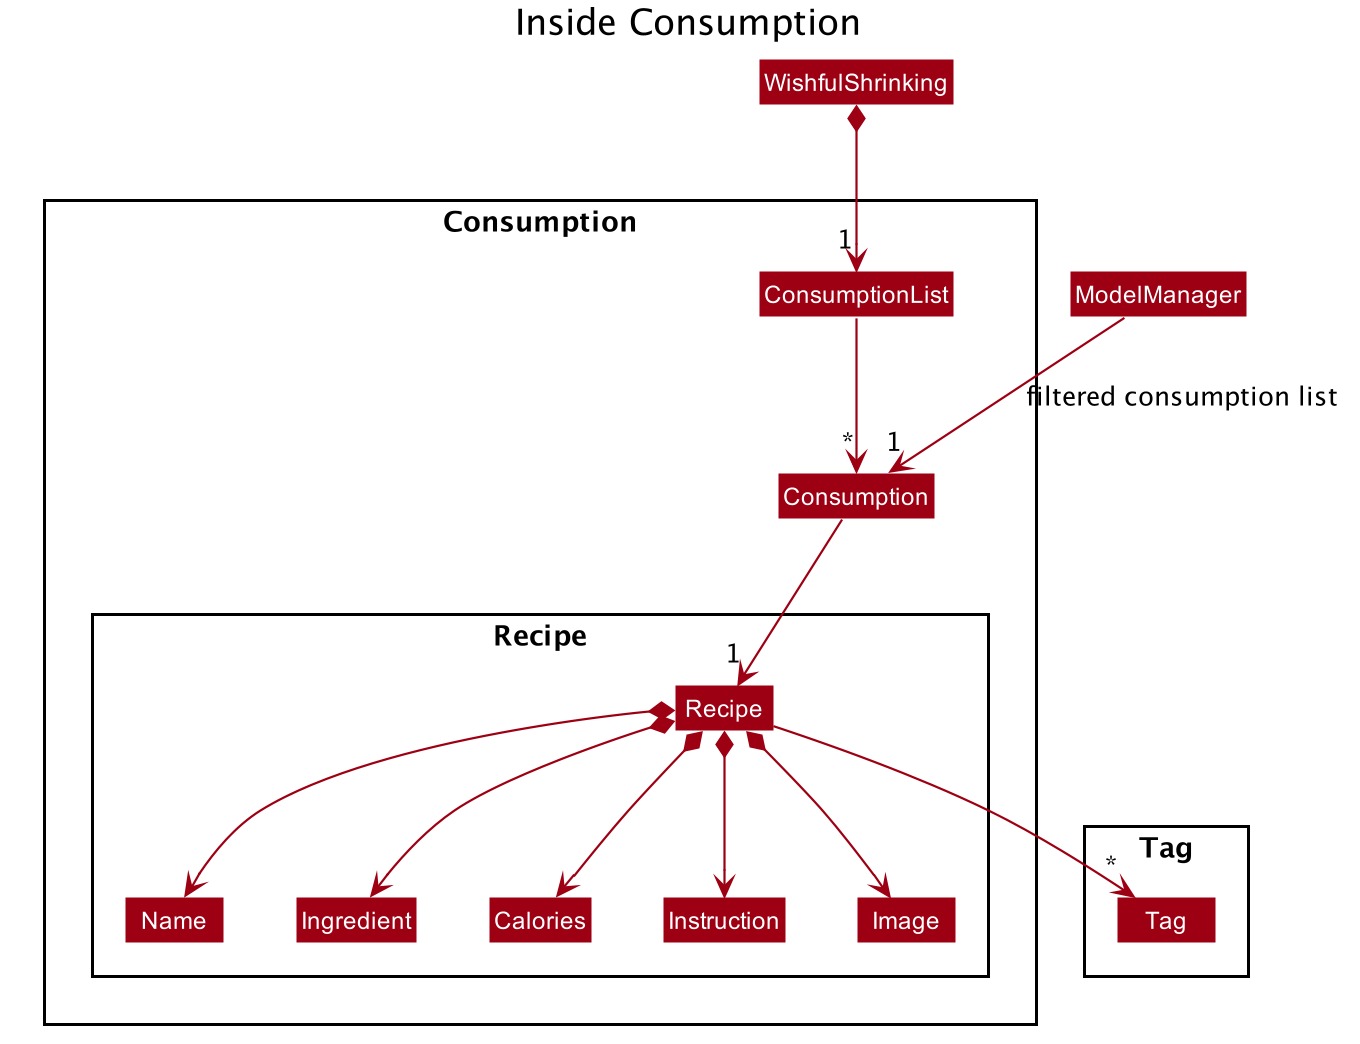 Inside Consumption
WishfulShrinking
Consumption
1
ConsumptionList
ModelManager
filtered consumption list
*
1
Consumption
Recipe
1
Recipe
Tag
*
Name
Ingredient
Calories
Instruction
Image
Tag